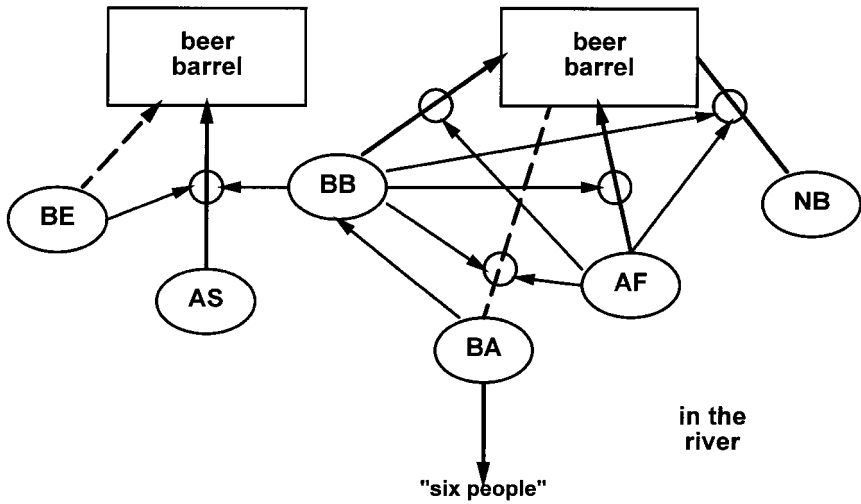 beer
barrel
beer
barrel
BB
BE
NB
AS
AF
BA
in the
river
"six people"